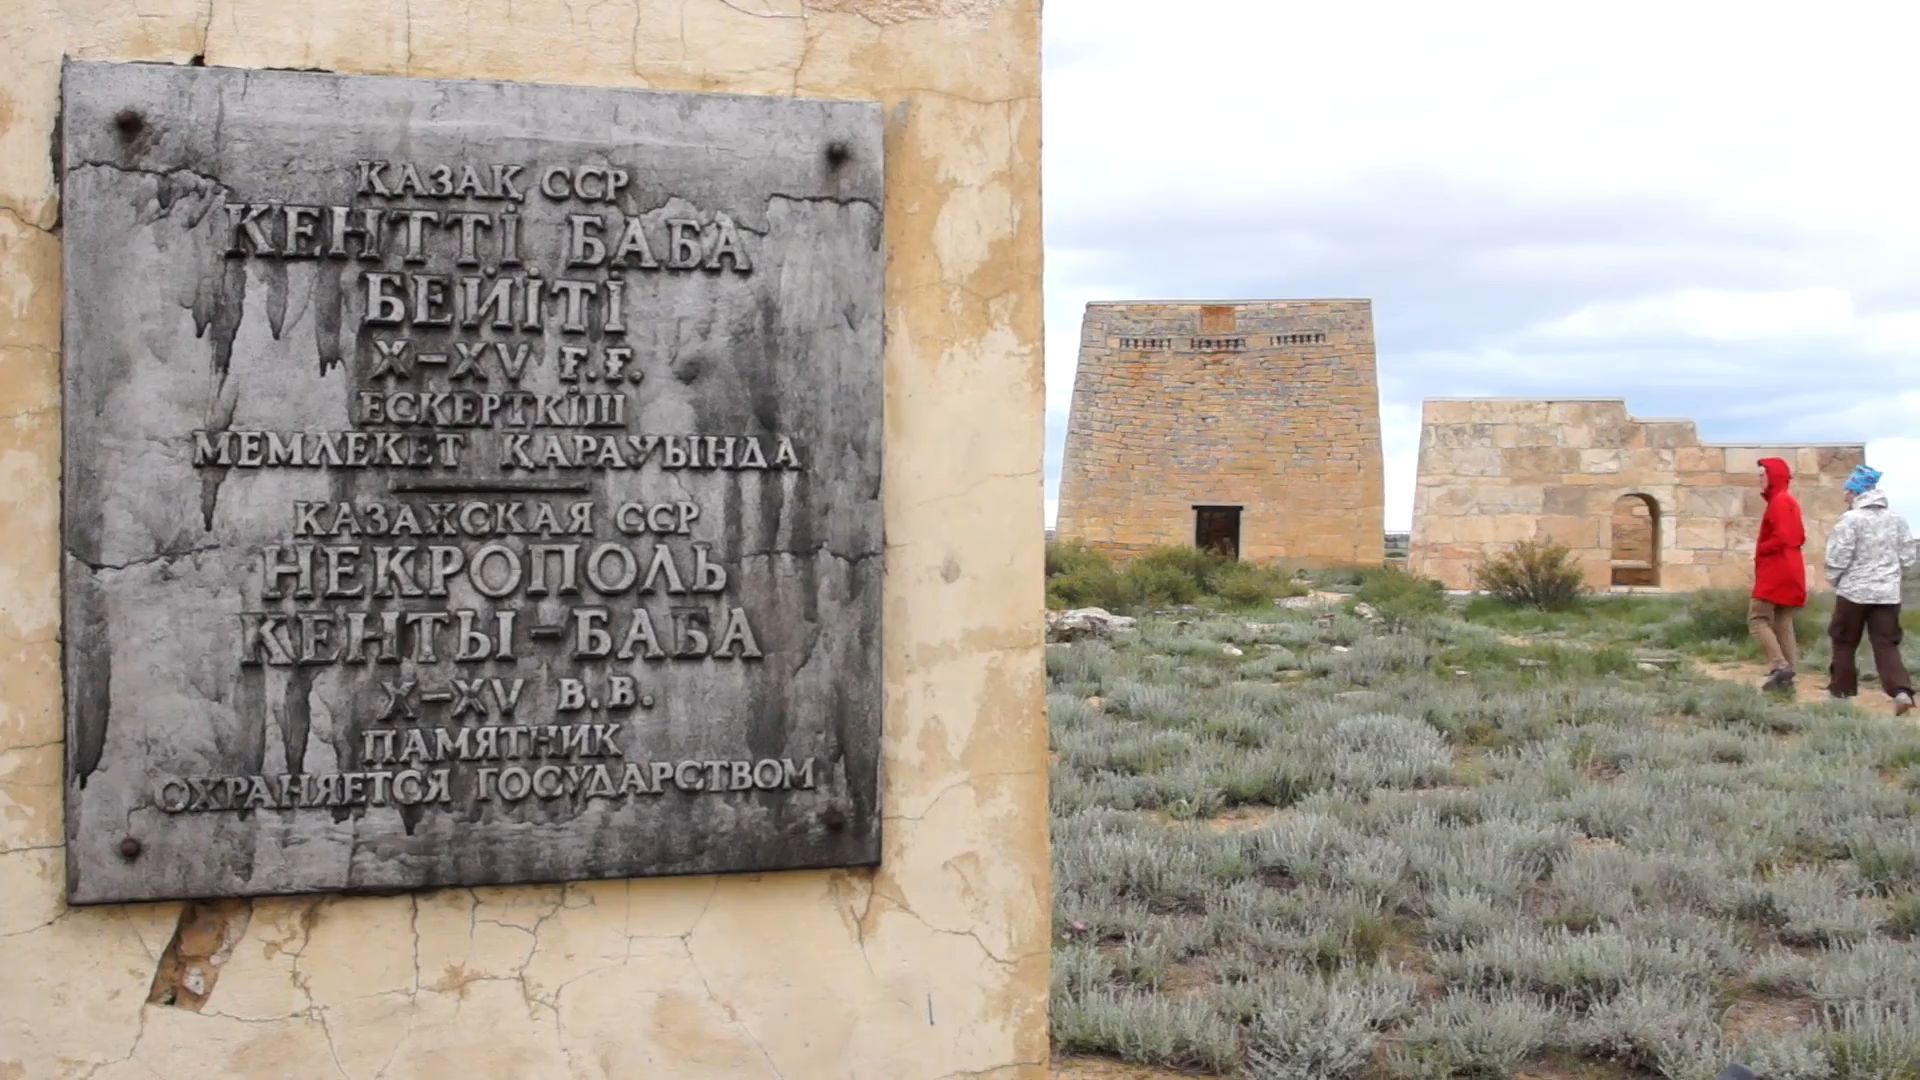 ҚАЗАҚ ССР
КЕНТТІ БАБА
БЕЙІТІ
X–XV Ғ.Ғ.
ЕСКЕРТКІШ
МЕМЛЕКЕТ ҚАРАУЫНДА
КАЗАХСКАЯ ССР
НЕКРОПОЛЬ
КЕНТЫ–БАБА
X–XV В.В.
ПАМЯТНИК
ОХРАНЯЕТСЯ ГОСУДАРСТВОМ